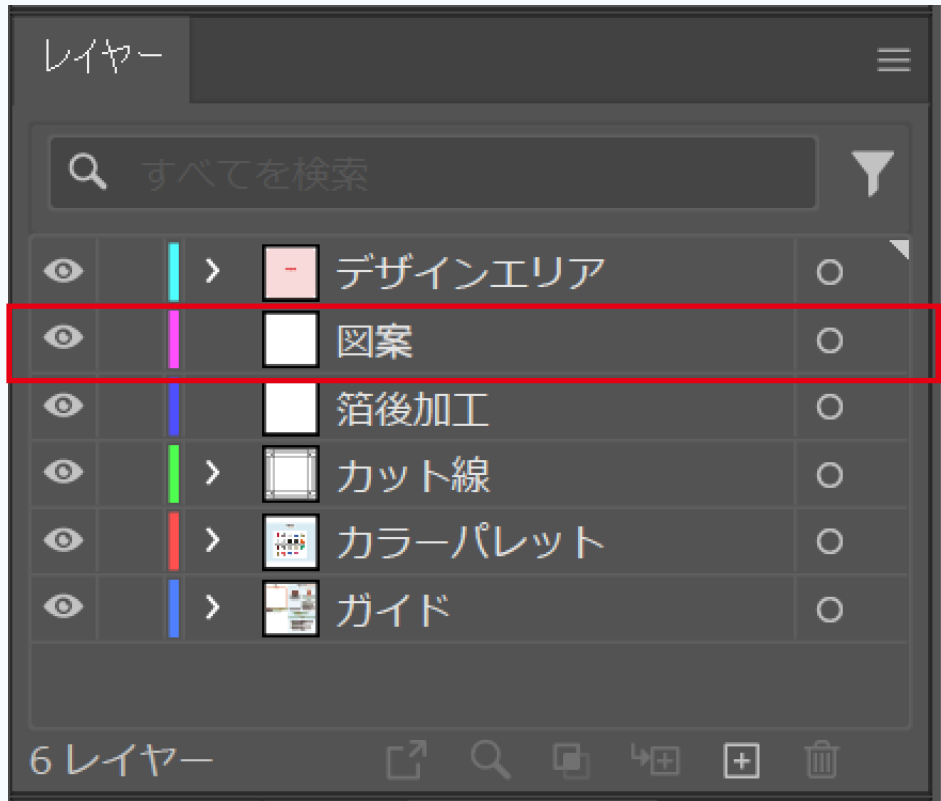 レイヤー
すべてを検索
デザインエリア
図案
箔後加工
カット線
カラーパレット
ガイド
6 レイヤー